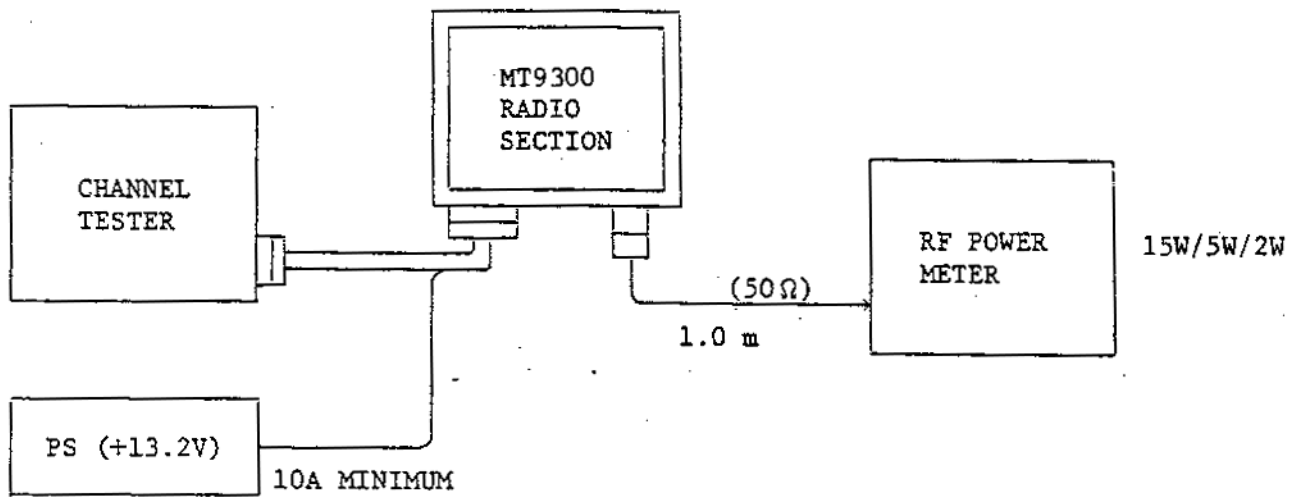 MT9300
RADIO
SECTION
CHANNEL
TESTER
RF POWER
METER
15W/5W/2W
(50Ω)
1.0 m
PS (+13.2V)
10A MINIMUM